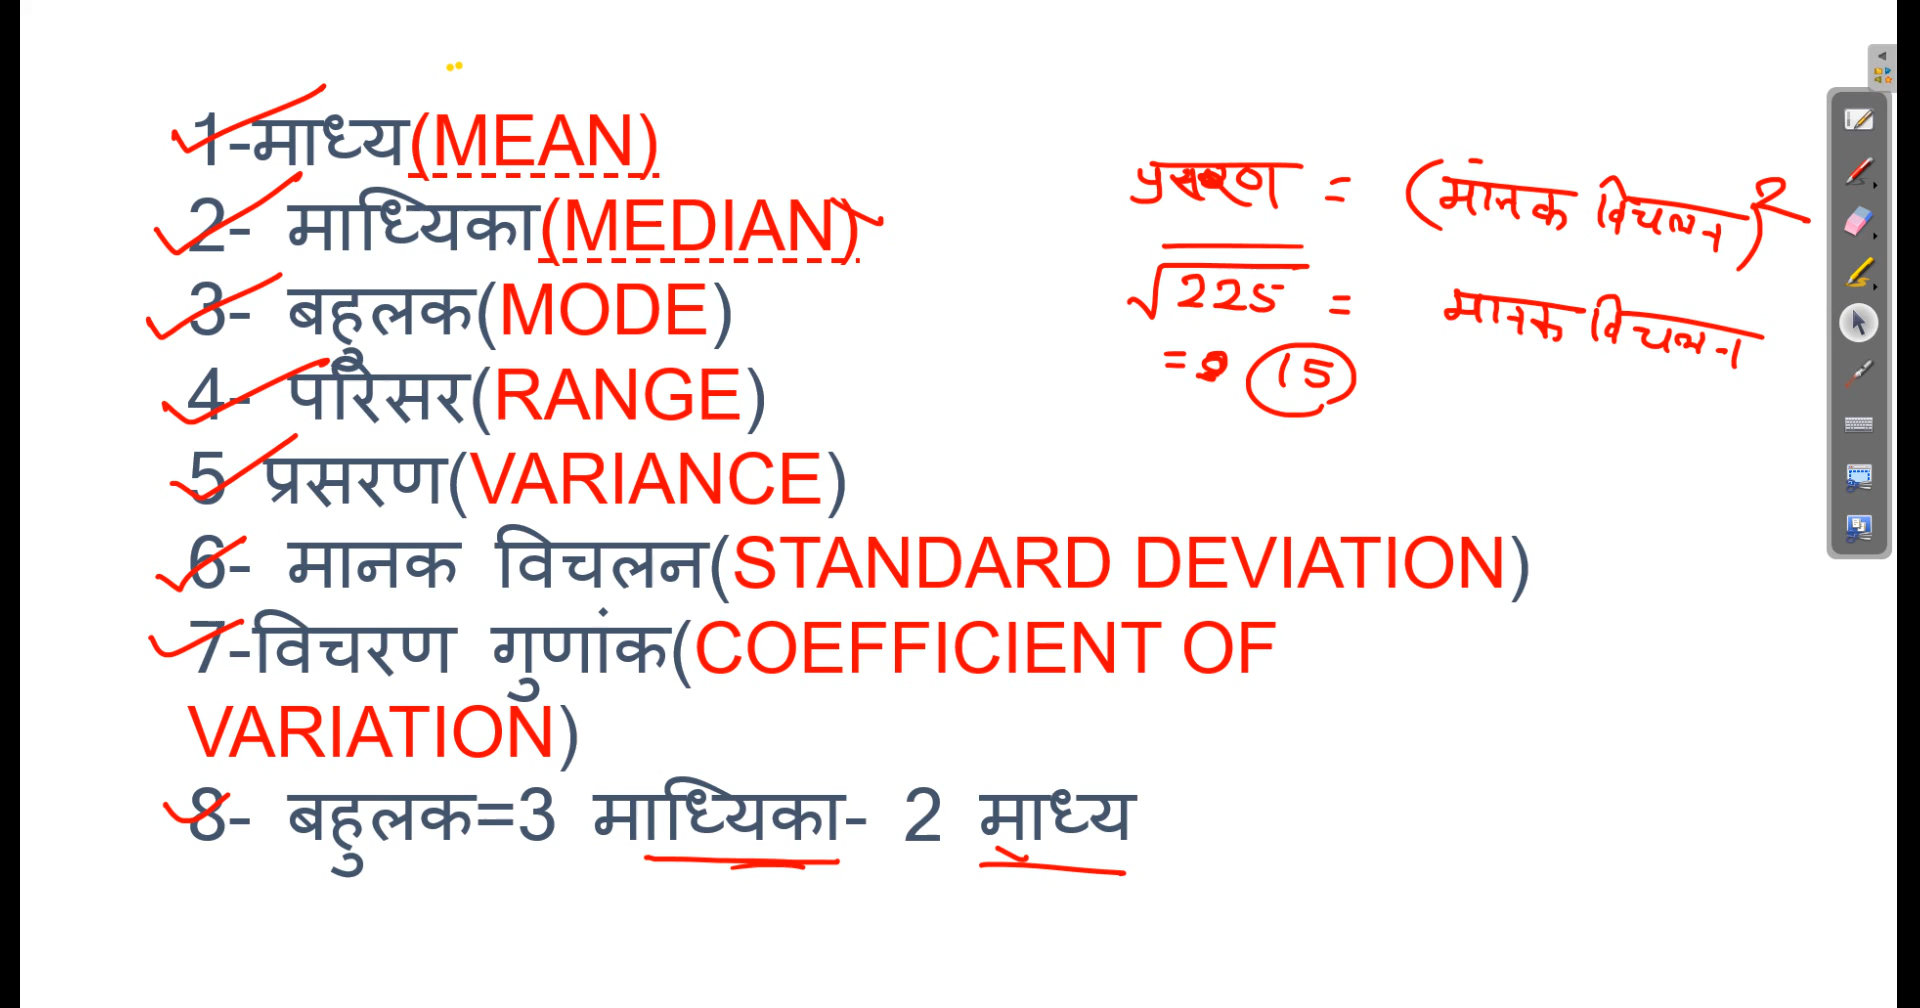 1-माध्य(MEAN)
2- माध्यिका(MEDIAN)
3- बहुलक(MODE)
4- परिसर(RANGE)
5 प्रसरण(VARIANCE)
6- मानक विचलन(STANDARD DEVIATION)
7-विचरण गुणांक(COEFFICIENT OF
VARIATION)
8- बहुलक=3 माध्यिका- 2 माध्य
प्रसरण = (मानक विचलन)²
√225 = मानक विचलन
= 15